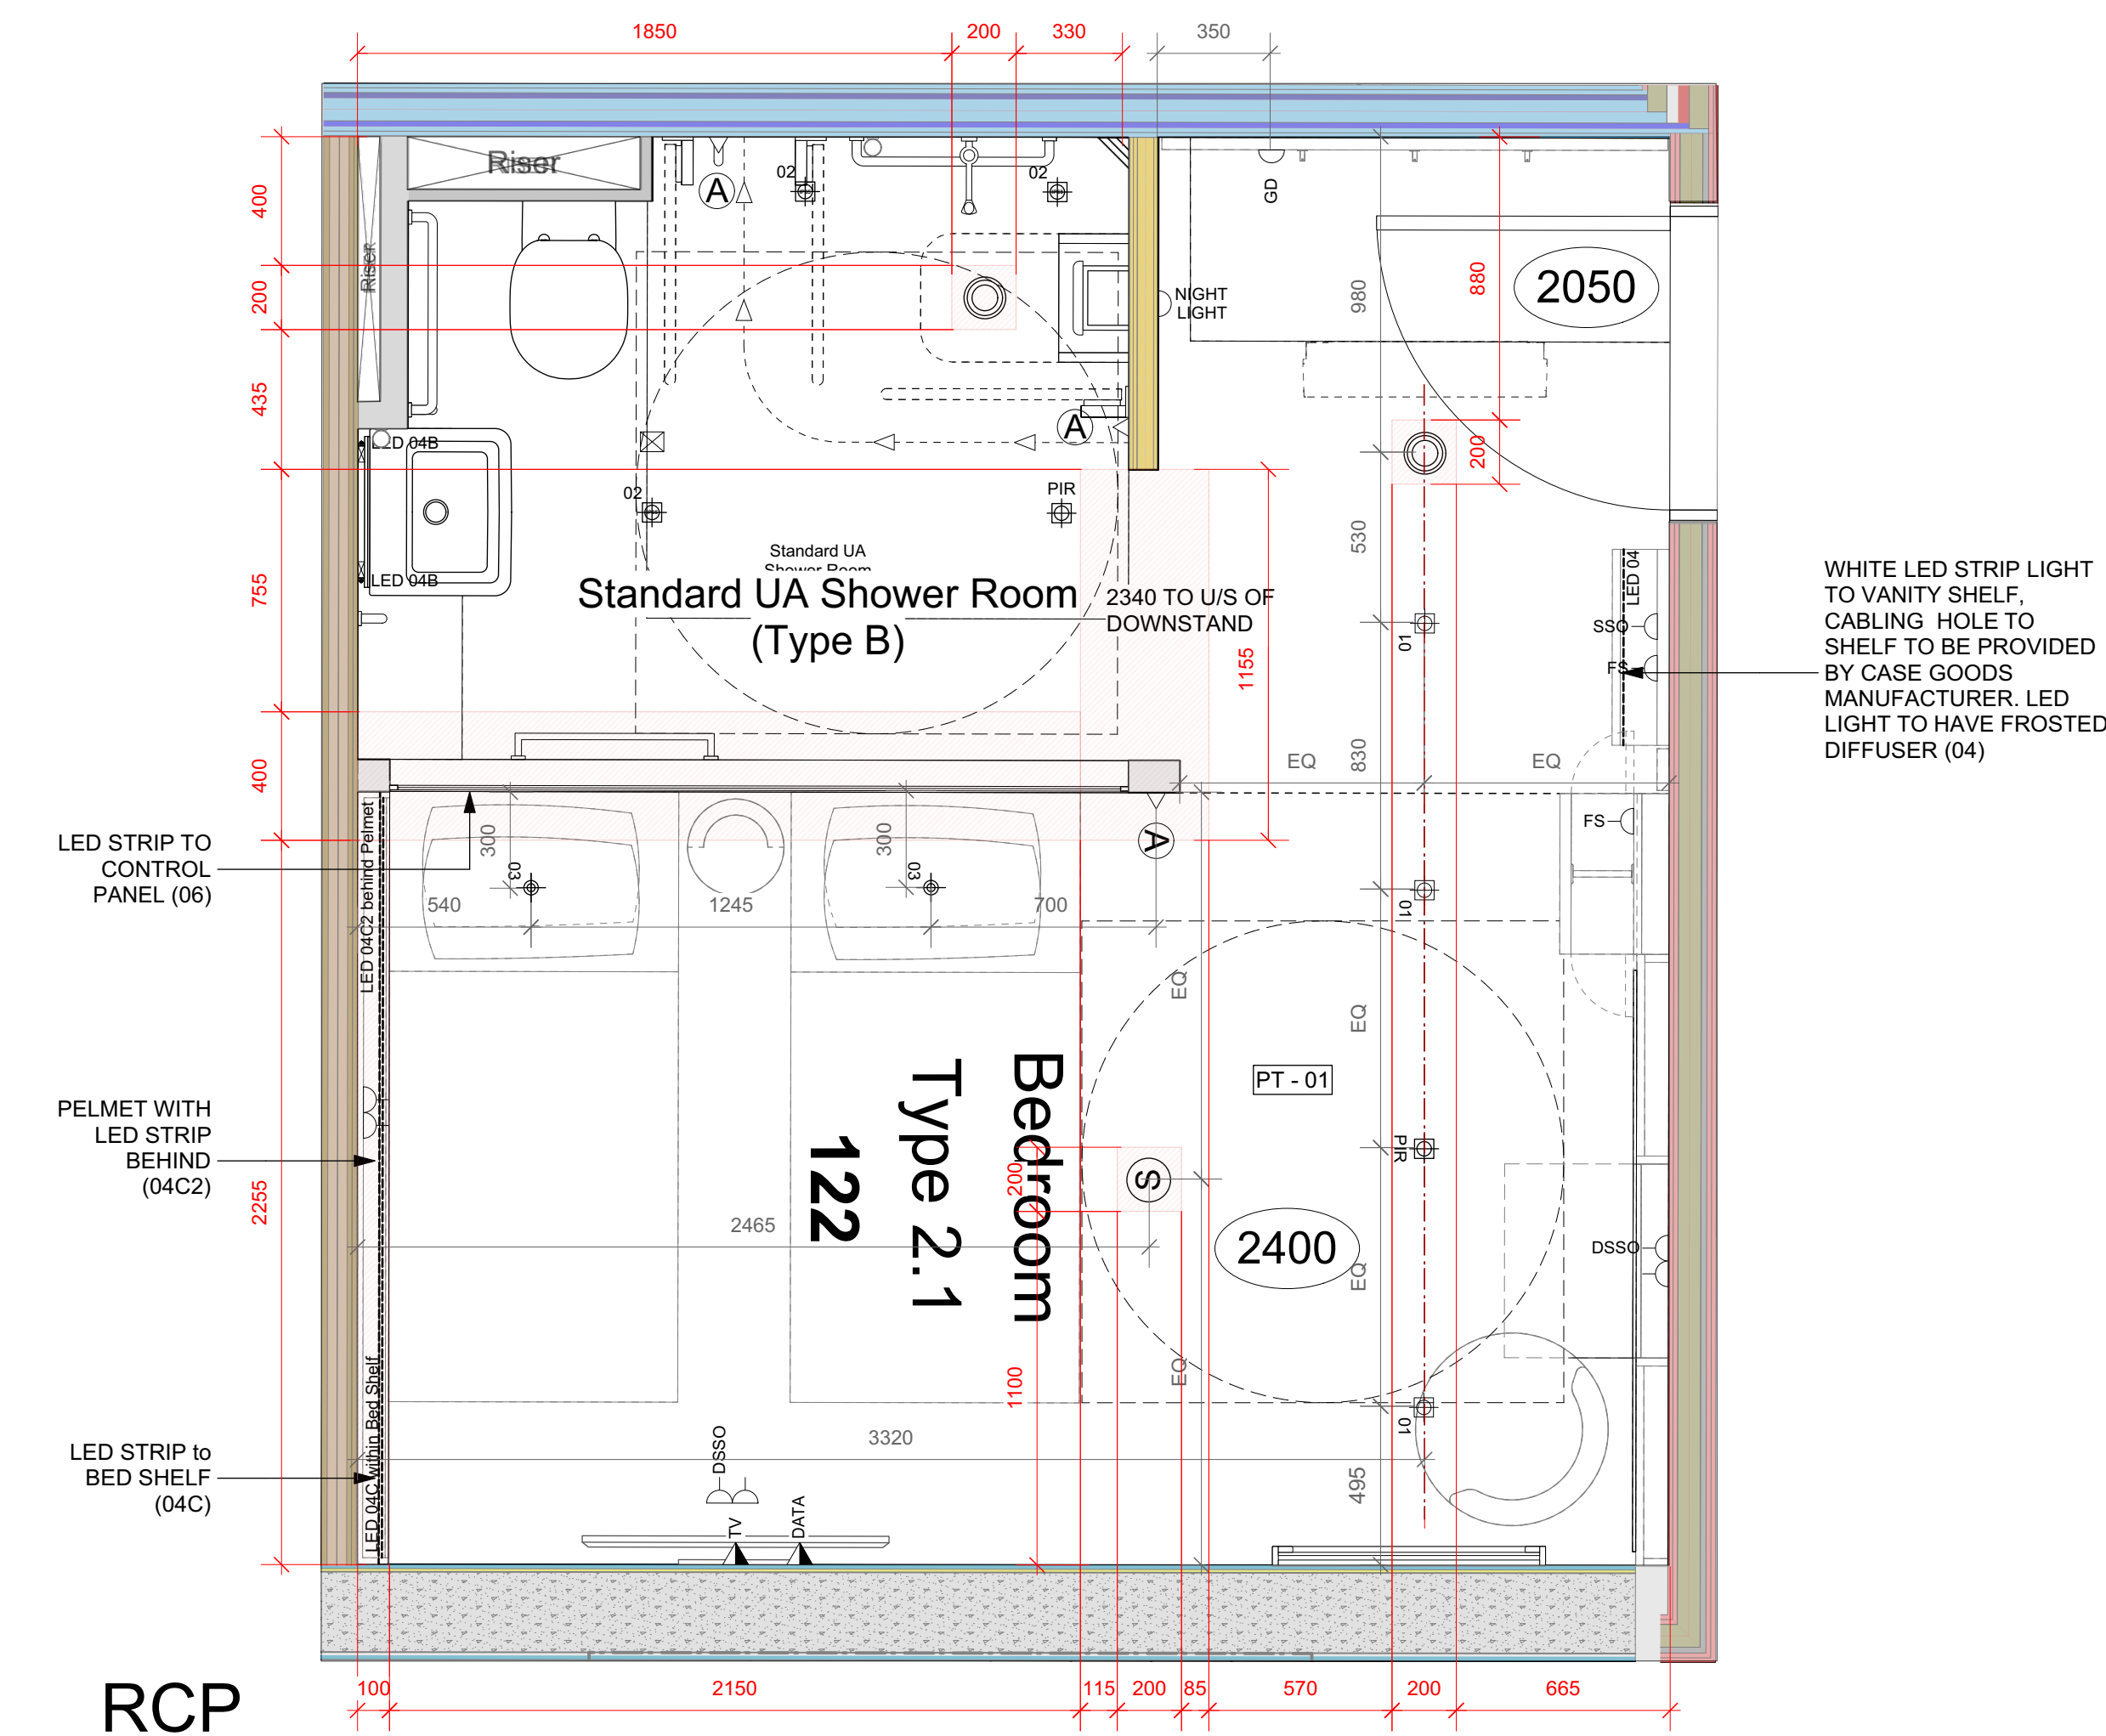 1850
200
330
350
Riser
Riser
02
02
A
GD
400
200
435
755
400
2255
NIGHT
LIGHT
980
880
200
2050
LED 04B
A
02
PIR
LED 04B
Standard UA
Shower Room
Standard UA Shower Room
(Type B)
2340 TO U/S OF
DOWNSTAND
1155
530
01
LED 04
SSO
FS
WHITE LED STRIP LIGHT
TO VANITY SHELF,
CABLING HOLE TO
SHELF TO BE PROVIDED
BY CASE GOODS
MANUFACTURER. LED
LIGHT TO HAVE FROSTED
DIFFUSER (04)
EQ
830
EQ
LED STRIP TO
CONTROL
PANEL (06)
LED 04C2 behind Pelmet
300
03
300
03
A
FS
540
1245
700
01
EQ
EQ
PT - 01
PELMET WITH
LED STRIP
BEHIND
(04C2)
Bedroom
Type 2.1
122
200
S
PIR
2465
2400
EQ
DSSO
1100
EQ
01
LED STRIP to
BED SHELF
(04C)
LED 04C within Bed Shelf
3320
DSSO
495
TV
DATA
100
2150
115
200
85
570
200
665
RCP